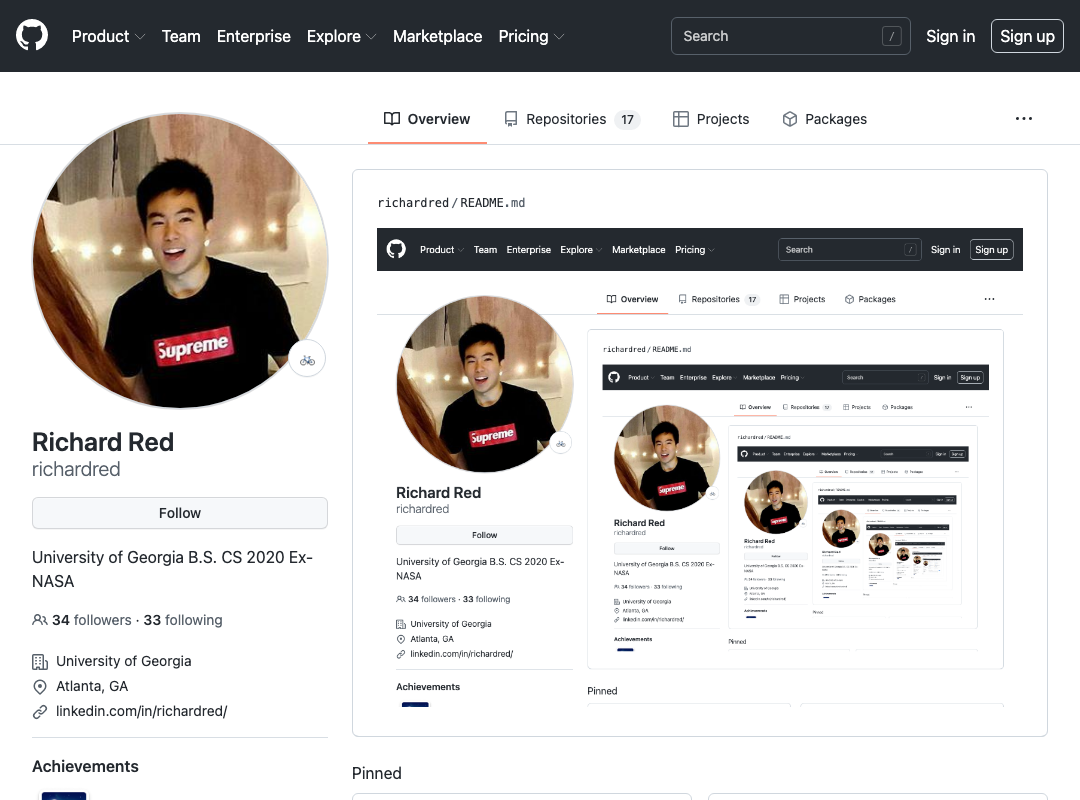 Product Team Enterprise Explore Marketplace Pricing Search / Sign in Sign up
Overview Repositories 17 Projects Packages
Supreme
Richard Red
richardred
Follow
University of Georgia B.S. CS 2020 Ex-
NASA
34 followers · 33 following
University of Georgia
Atlanta, GA
linkedin.com/in/richardred/
Achievements
richardred / README.md
Product Team Enterprise Explore Marketplace Pricing Search / Sign in Sign up
Overview Repositories 17 Projects Packages
Supreme
Richard Red
richardred
Follow
University of Georgia B.S. CS 2020 Ex-
NASA
34 followers · 33 following
University of Georgia
Atlanta, GA
linkedin.com/in/richardred/
Achievements
richardred / README.md
Product Team Enterprise Explore Marketplace Pricing Search Sign in Sign up
Overview Repositories 17 Projects Packages
Supreme
Richard Red
richardred
Follow
University of Georgia B.S. CS 2020 Ex-
NASA
34 followers · 33 following
University of Georgia
Atlanta, GA
linkedin.com/in/richardred/
Achievements
richardred / README.md
Richard Red
richardred
Pinned
Pinned
Pinned